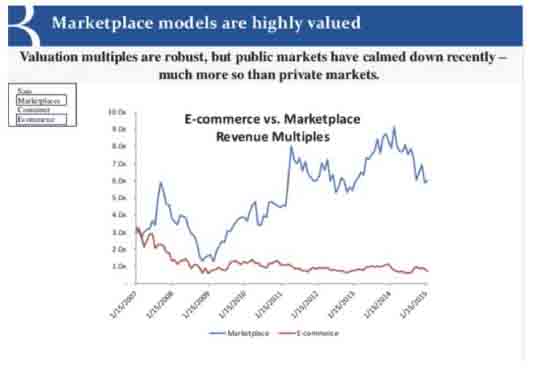 Marketplace models are highly valued
Valuation multiples are robust, but public markets have calmed down recently –
much more so than private markets.
Saas
Marketplaces
Consumer
Ecommerce
E-commerce vs. Marketplace
Revenue Multiples
10.0x
9.0x
8.0x
7.0x
6.0x
5.0x
4.0x
3.0x
2.0x
1.0x
-
1/15/2007
1/15/2008
1/15/2009
1/15/2010
1/15/2011
1/15/2012
1/15/2013
1/15/2014
1/15/2015
Marketplace
E-commerce